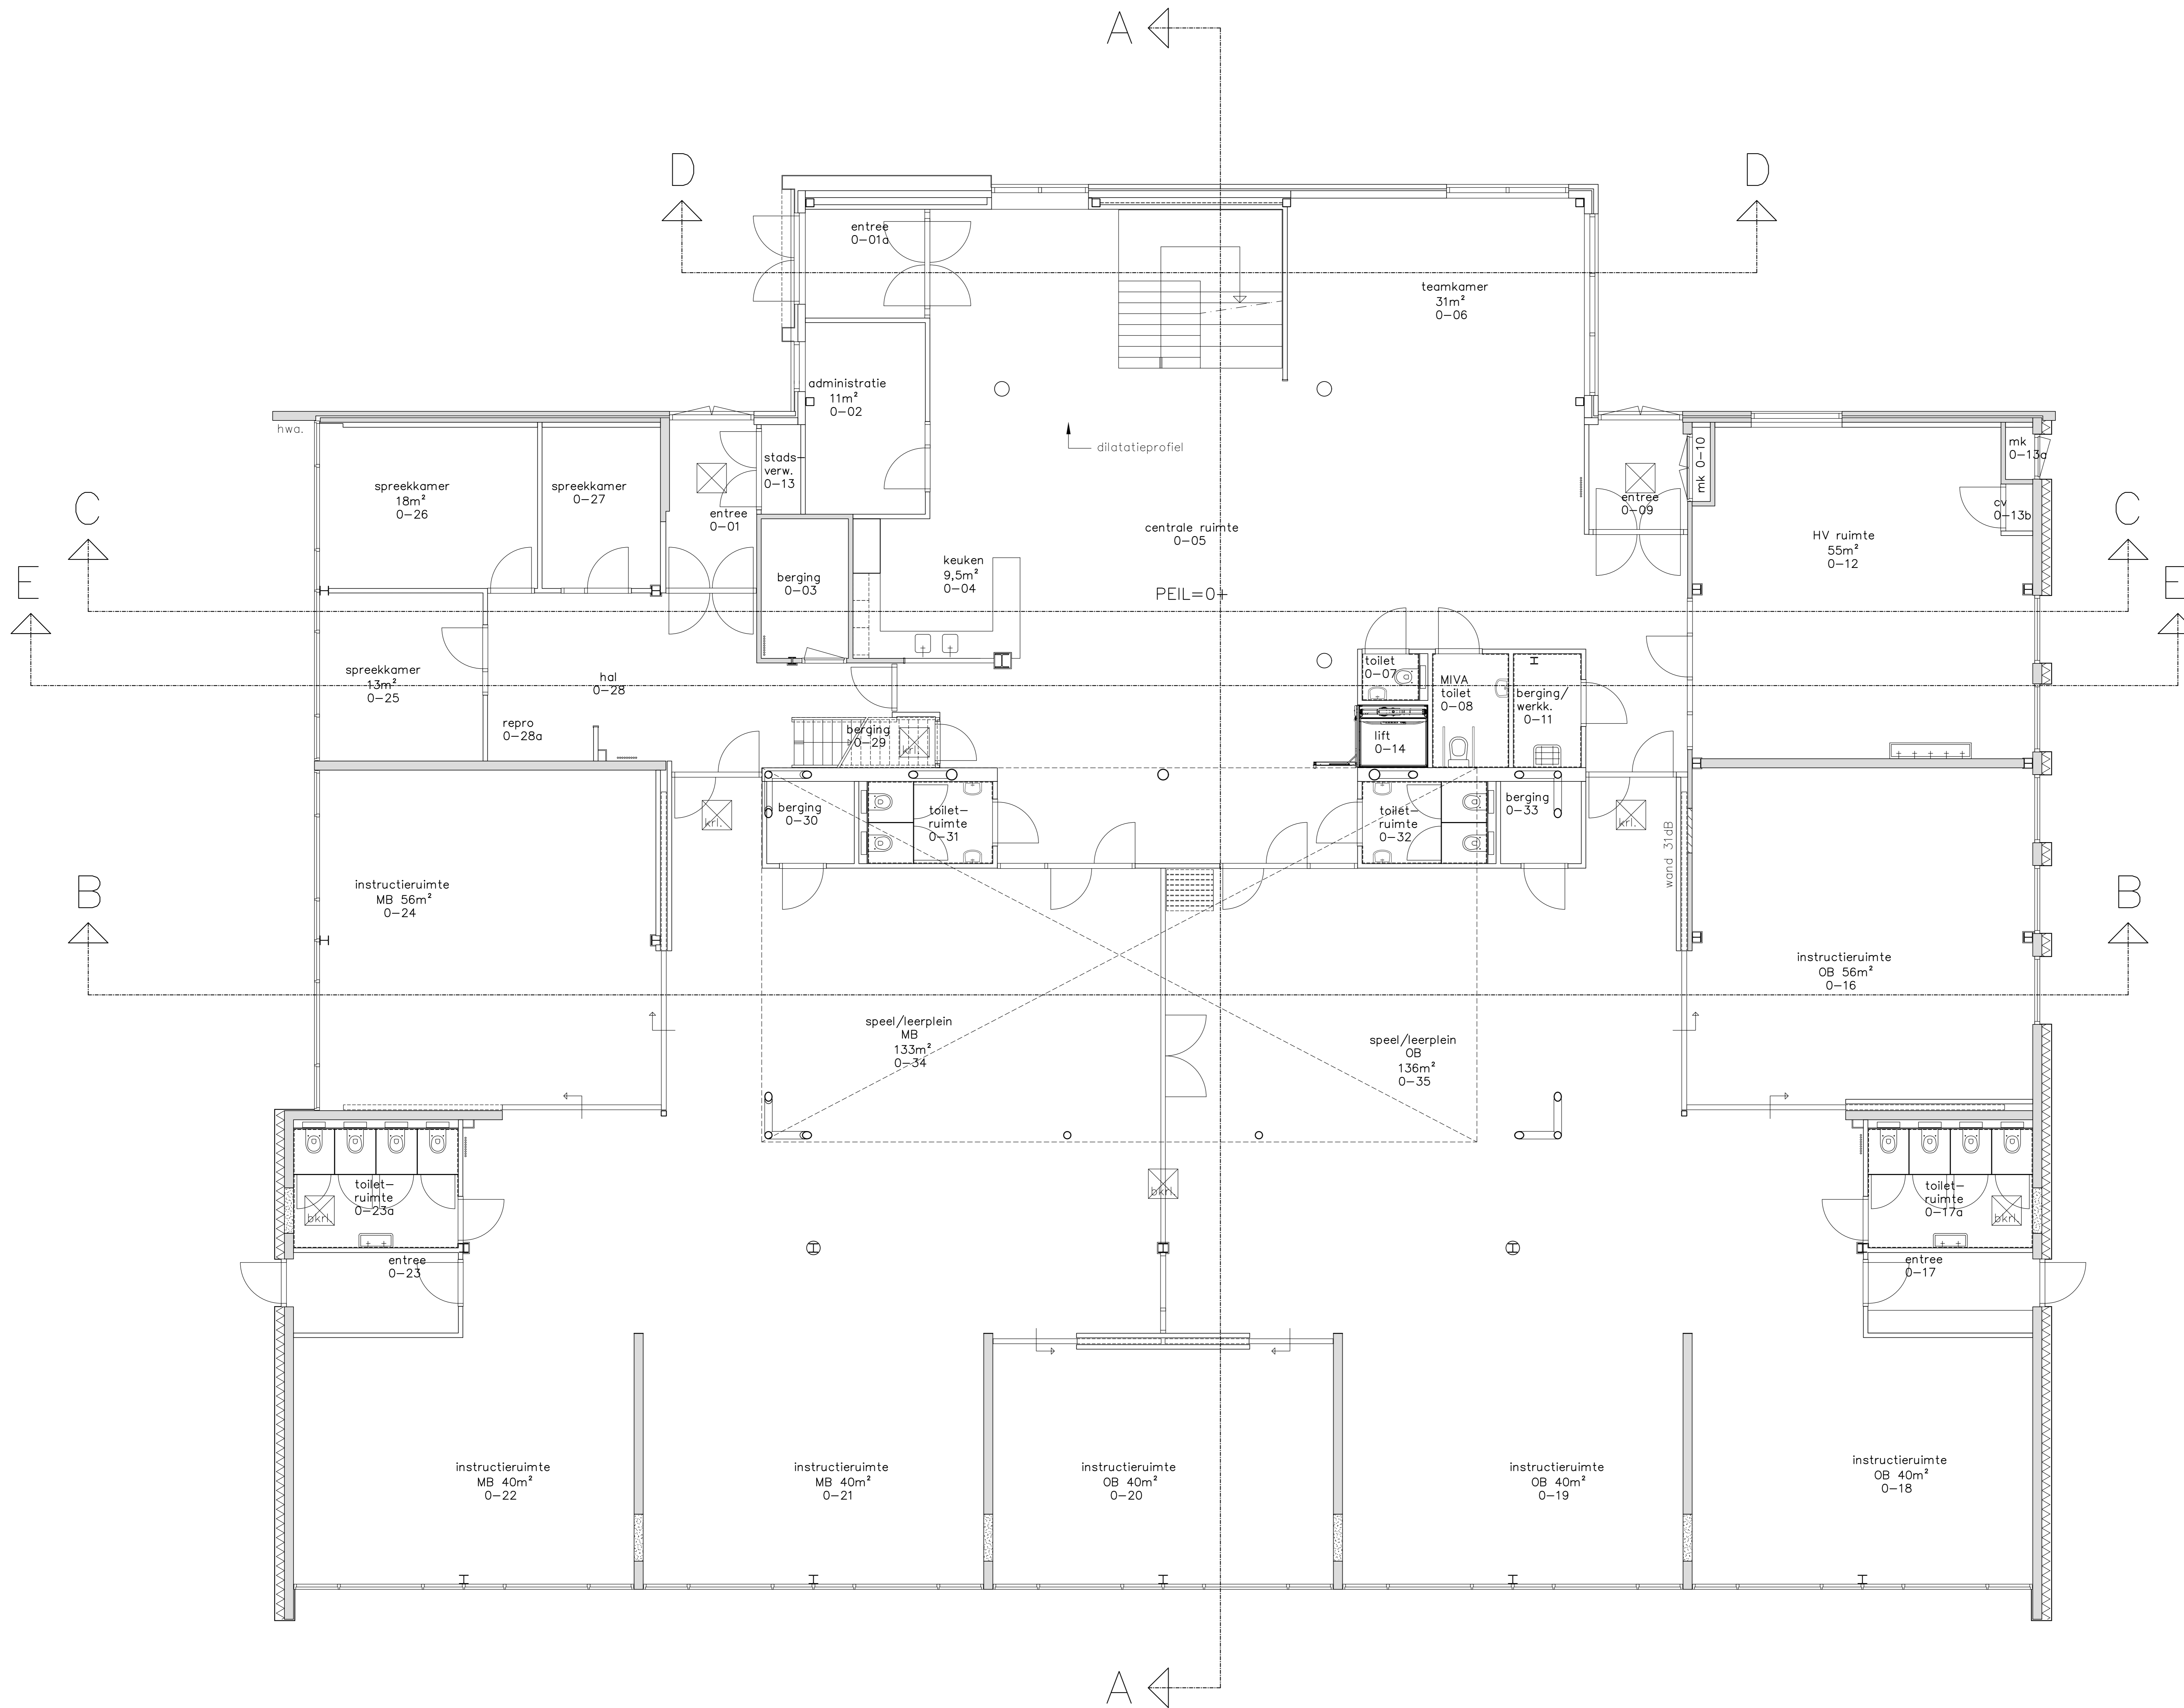 A
D
D
entree
0-01a
teamkamer
31m²
0-06
administratie
11m²
0-02
hwa.
dilatatieprofiel
stads-
verw.
0-13
mk 0-10
mk
0-13a
spreekkamer
18m²
0-26
spreekkamer
0-27
entree
0-01
entree
0-09
cv
0-13b
C
C
centrale ruimte
0-05
HV ruimte
55m²
0-12
keuken
9,5m²
0-04
berging
0-03
E
E
PEIL=0+
spreekkamer
13m²
0-25
hal
0-28
toilet
0-07
MIVA
toilet
0-08
berging/
werkk.
0-11
repro
0-28a
berging
0-29
krl.
lift
0-14
berging
0-30
toilet-
ruimte
0-31
toilet-
ruimte
0-32
berging
0-33
krl.
krl.
wand 31dB
B
B
instructieruimte
MB 56m²
0-24
instructieruimte
OB 56m²
0-16
speel/leerplein
MB
133m²
0-34
speel/leerplein
OB
136m²
0-35
toilet-
ruimte
0-23a
bkrl.
bkrl.
toilet-
ruimte
0-17a
bkrl.
entree
0-23
entree
0-17
instructieruimte
MB 40m²
0-22
instructieruimte
MB 40m²
0-21
instructieruimte
OB 40m²
0-20
instructieruimte
OB 40m²
0-19
instructieruimte
OB 40m²
0-18
A